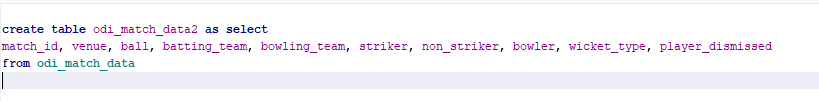 create table odi_match_data2 as select
match_id, venue, ball, batting_team, bowling_team, striker, non_striker, bowler, wicket_type, player_dismissed
from odi_match_data